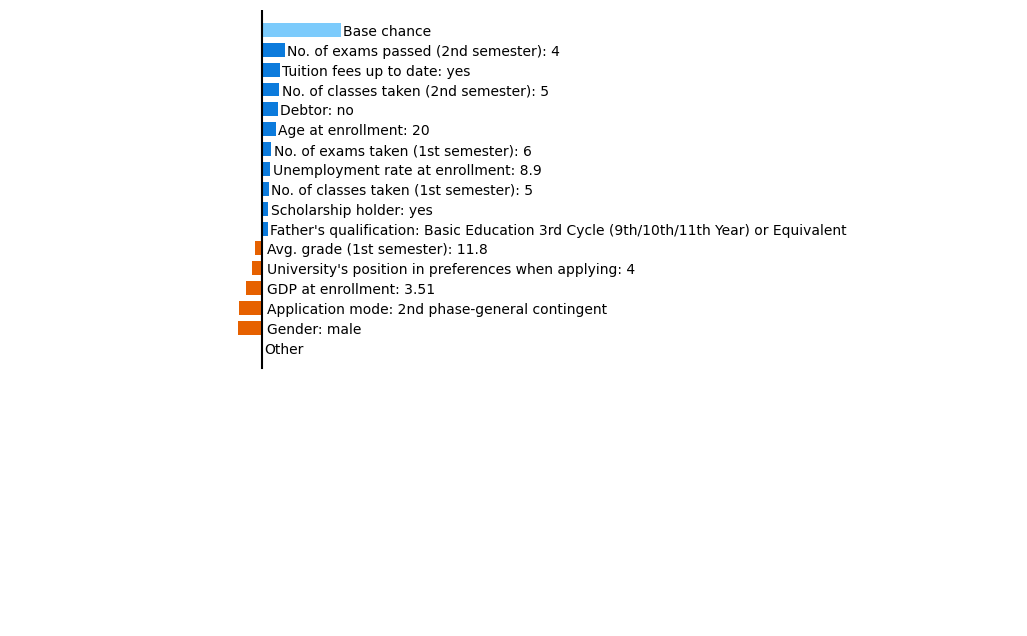 Base chance
No. of exams passed (2nd semester): 4
Tuition fees up to date: yes
No. of classes taken (2nd semester): 5
Debtor: no
Age at enrollment: 20
No. of exams taken (1st semester): 6
Unemployment rate at enrollment: 8.9
No. of classes taken (1st semester): 5
Scholarship holder: yes
Father's qualification: Basic Education 3rd Cycle (9th/10th/11th Year) or Equivalent
Avg. grade (1st semester): 11.8
University's position in preferences when applying: 4
GDP at enrollment: 3.51
Application mode: 2nd phase-general contingent
Gender: male
Other